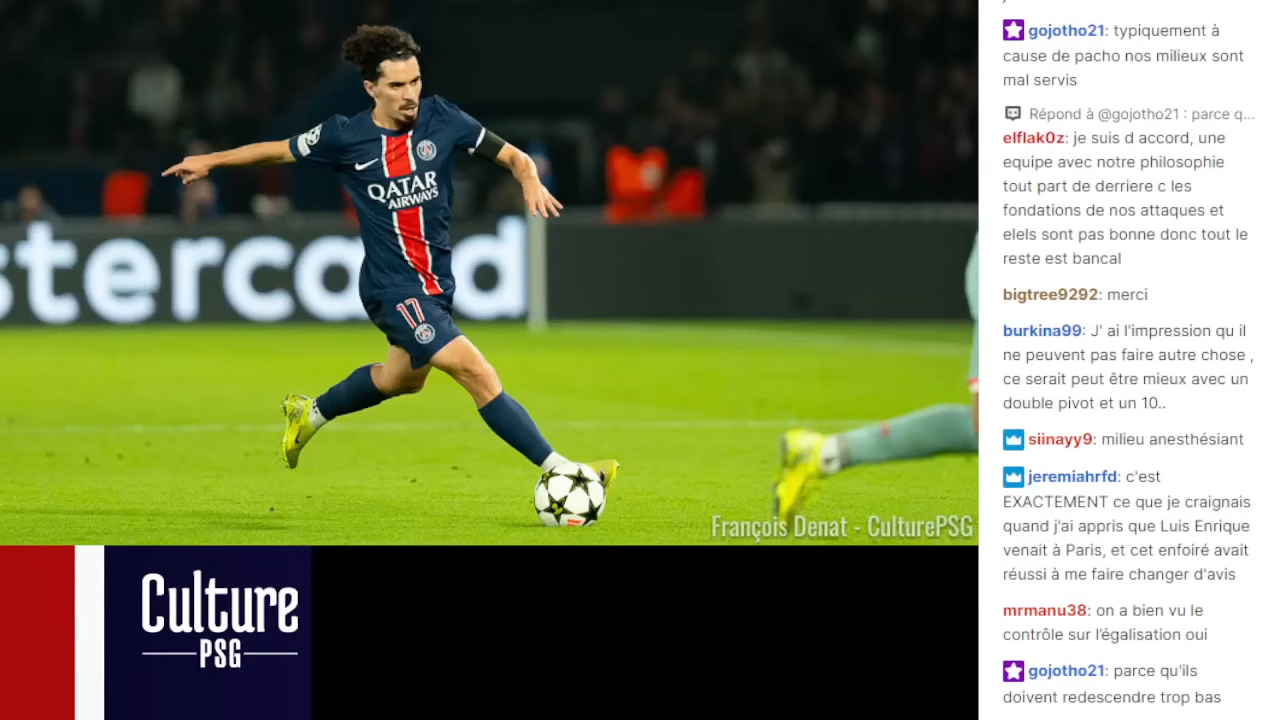 QATAR
AIRWAYS
17
stercard
François Denat - CulturePSG
Culture
PSG
gojotho21: typiquement à
cause de pacho nos milieux sont
mal servis
Répond à @gojotho21 : parce q...
elflak0z: je suis d accord, une
equipe avec notre philosophie
tout part de derriere c les
fondations de nos attaques et
elels sont pas bonne donc tout le
reste est bancal
bigtree9292: merci
burkina99: J' ai l'impression qu il
ne peuvent pas faire autre chose ,
ce serait peut être mieux avec un
double pivot et un 10..
siinayy9: milieu anesthésiant
jeremiahrfd: c'est
EXACTEMENT ce que je craignais
quand j'ai appris que Luis Enrique
venait à Paris, et cet enfoiré avait
réussi à me faire changer d'avis
mrmanu38: on a bien vu le
contrôle sur l'égalisation oui
gojotho21: parce qu'ils
doivent redescendre trop bas